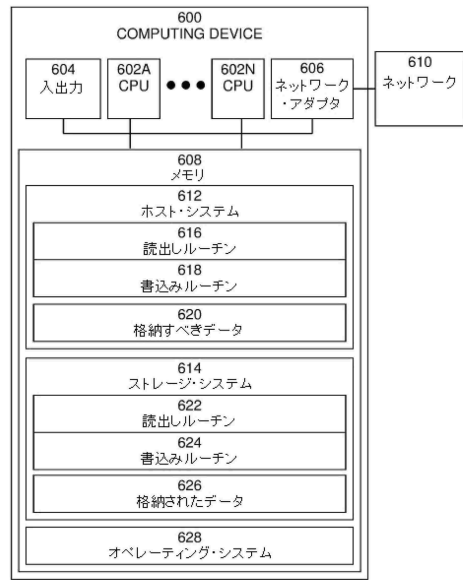 600
COMPUTING DEVICE
604
入出力
602A
CPU
602N
CPU
606
ネットワーク
・アダプタ
610
ネットワーク
608
メモリ
612
ホスト・システム
616
読出しルーチン
618
書込みルーチン
620
格納すべきデータ
614
ストレージ・システム
622
読出しルーチン
624
書込みルーチン
626
格納されたデータ
628
オペレーティング・システム